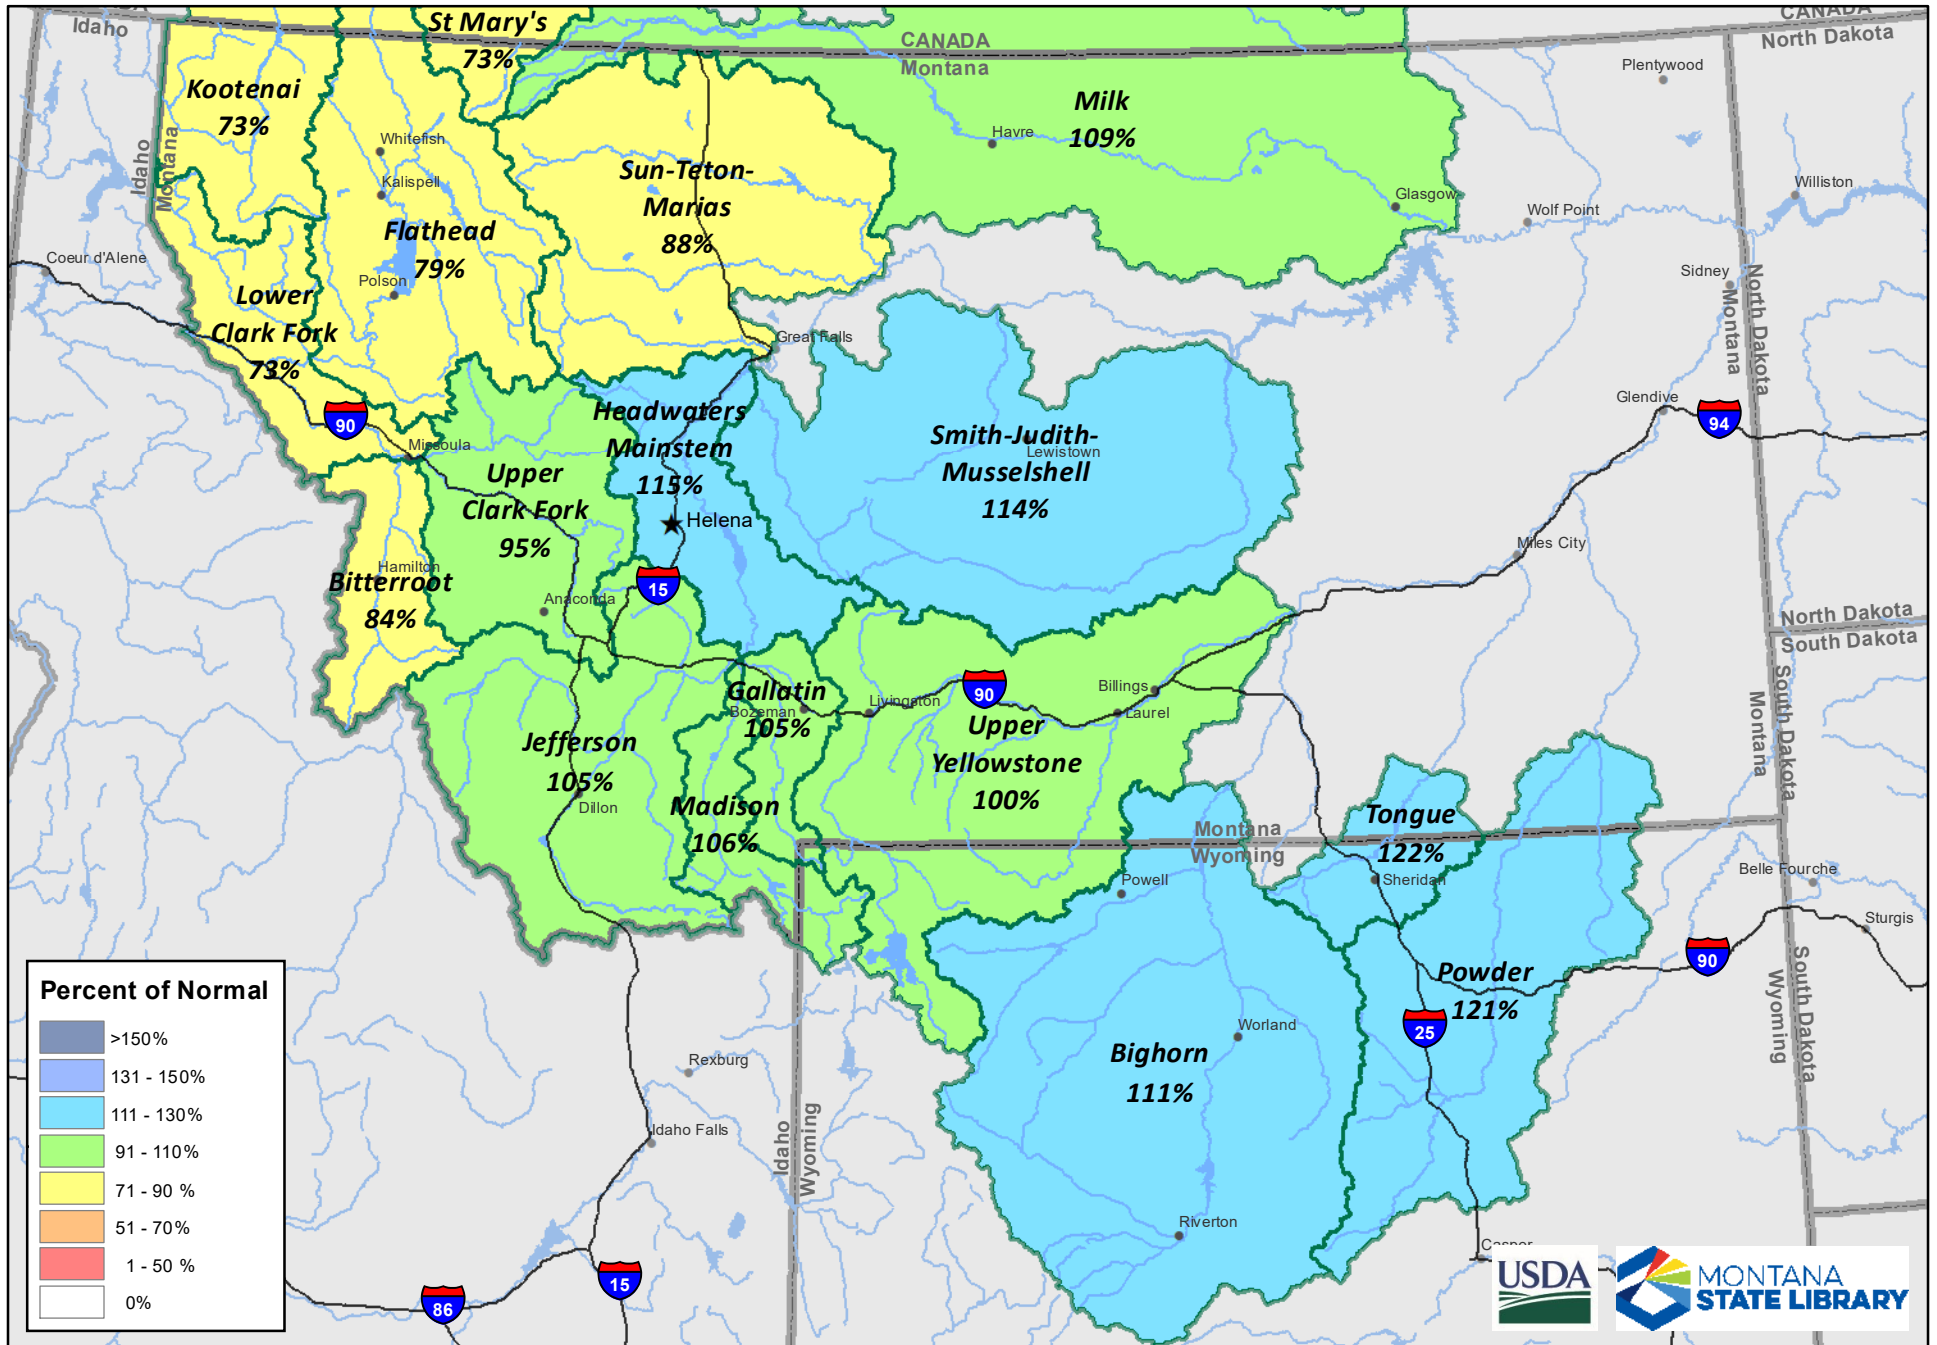 CANADA
Idaho
St Mary's
73%
CANADA
Montana
CANADA
North Dakota
Plentywood
Kootenai
73%
Milk
109%
Havre
Whitefish
Idaho
Montana
Kalispell
Sun-Teton-
Marias
88%
Glasgow
Williston
Wolf Point
Flathead
79%
Coeur d'Alene
Polson
Sidney
North Dakota
Montana
Lower
Clark Fork
73%
Great Falls
90
Missoula
Headwaters
Mainstem
115%
Smith-Judith-
Lewistown
Musselshell
114%
Glendive
94
Upper
Clark Fork
95%
Helena
Miles City
Hamilton
Bitterroot
84%
Anaconda
15
North Dakota
South Dakota
Gallatin
Bozeman
105%
Livingston
90
Billings
Laurel
Upper
Yellowstone
100%
South Dakota
Montana
Jefferson
105%
Dillon
Madison
106%
Tongue
122%
Montana
Wyoming
Powell
Sheridan
Belle Fourche
Sturgis
Powder
121%
90
South Dakota
Wyoming
25
Worland
Bighorn
111%
Rexburg
Idaho Falls
Idaho
Wyoming
Riverton
Casper
15
86
Percent of Normal
>150%
131 - 150%
111 - 130%
91 - 110%
71 - 90 %
51 - 70%
1 - 50 %
0%
USDA
MONTANA
STATE LIBRARY